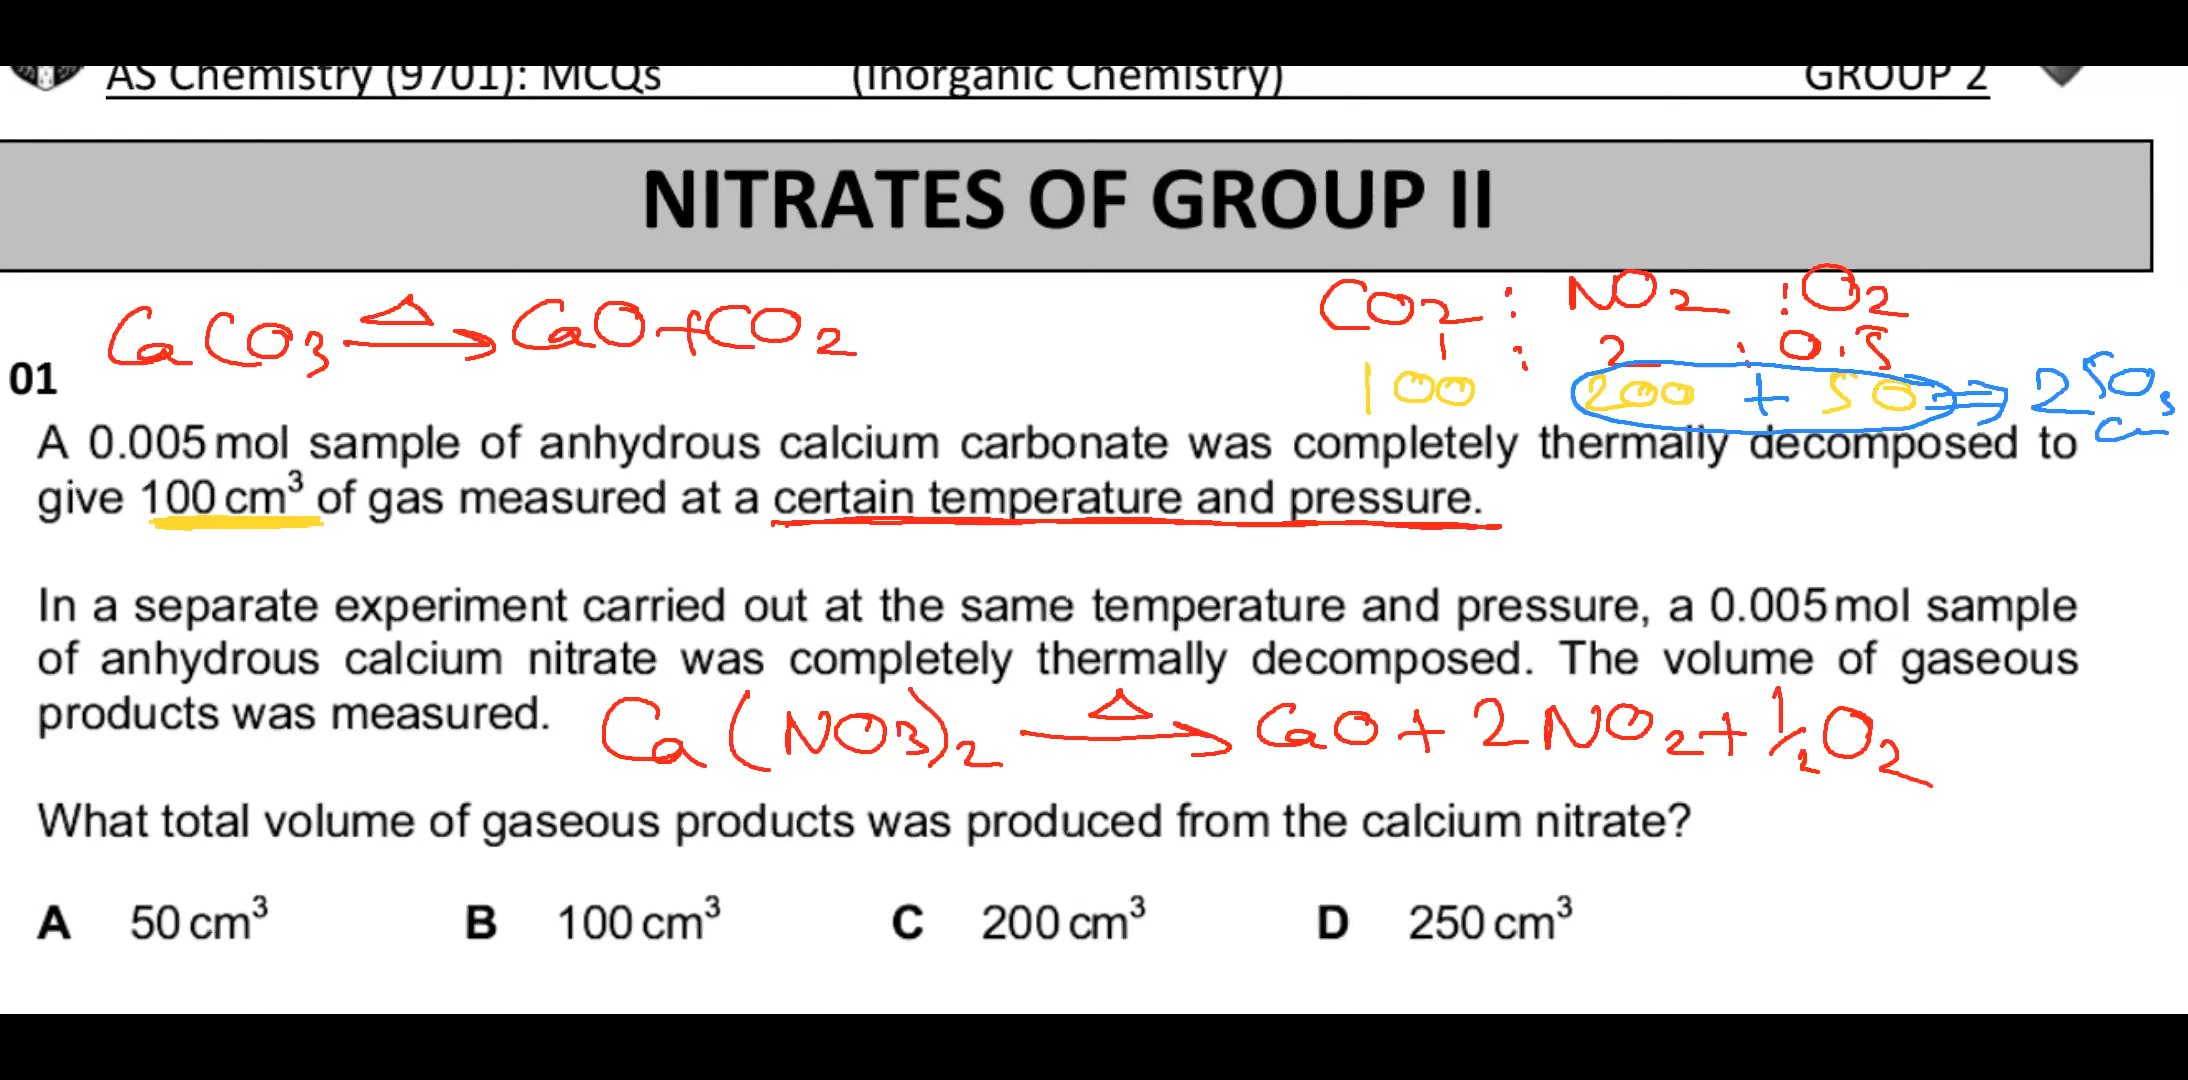 AS Chemistry (9701): MCQs (Inorganic Chemistry) GROUP 2
NITRATES OF GROUP II
CaCO3 —Δ→ CaO+CO2
CO2 : NO2 : O2
1 : 2 : 0.5
100 200 + 50 ⇒ 250 cm3
01
A 0.005 mol sample of anhydrous calcium carbonate was completely thermally decomposed to
give 100 cm³ of gas measured at a certain temperature and pressure.
In a separate experiment carried out at the same temperature and pressure, a 0.005 mol sample
of anhydrous calcium nitrate was completely thermally decomposed. The volume of gaseous
products was measured.
Ca(NO3)2 —Δ→ CaO + 2NO2 + 1/2 O2
What total volume of gaseous products was produced from the calcium nitrate?
A 50 cm³ B 100 cm³ C 200 cm³ D 250 cm³